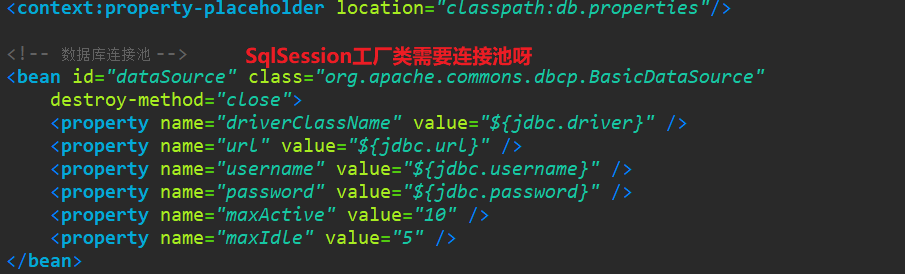 <context:property-placeholder location="classpath:db.properties"/>
<!-- 数据库连接池 --> SqlSession工厂类需要连接池呀
<bean id="dataSource" class="org.apache.commons.dbcp.BasicDataSource"
destroy-method="close">
<property name="driverClassName" value="${jdbc.driver}" />
<property name="url" value="${jdbc.url}" />
<property name="username" value="${jdbc.username}" />
<property name="password" value="${jdbc.password}" />
<property name="maxActive" value="10" />
<property name="maxIdle" value="5" />
</bean>